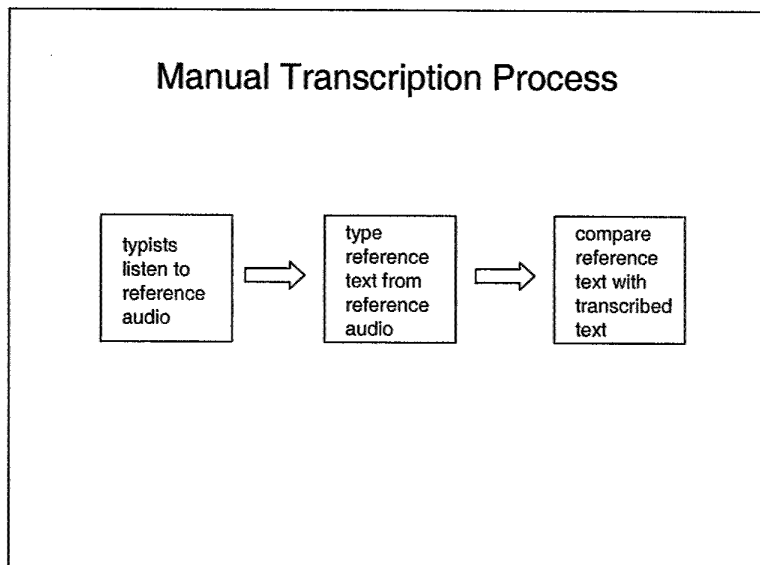 Manual Transcription Process
typists
listen to
reference
audio
type
reference
text from
reference
audio
compare
reference
text with
transcribed
text